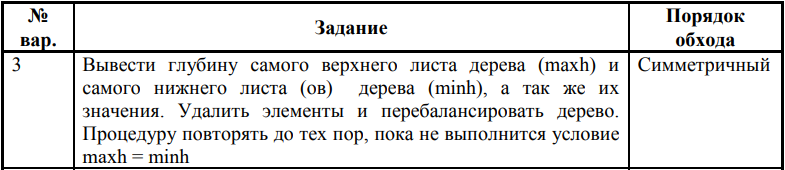 № вар. Задание Порядок обхода
3 Вывести глубину самого верхнего листа дерева (maxh) и Симметричный
самого нижнего листа (ов) дерева (minh), а так же их
значения. Удалить элементы и перебалансировать дерево.
Процедуру повторять до тех пор, пока не выполнится условие
maxh = minh